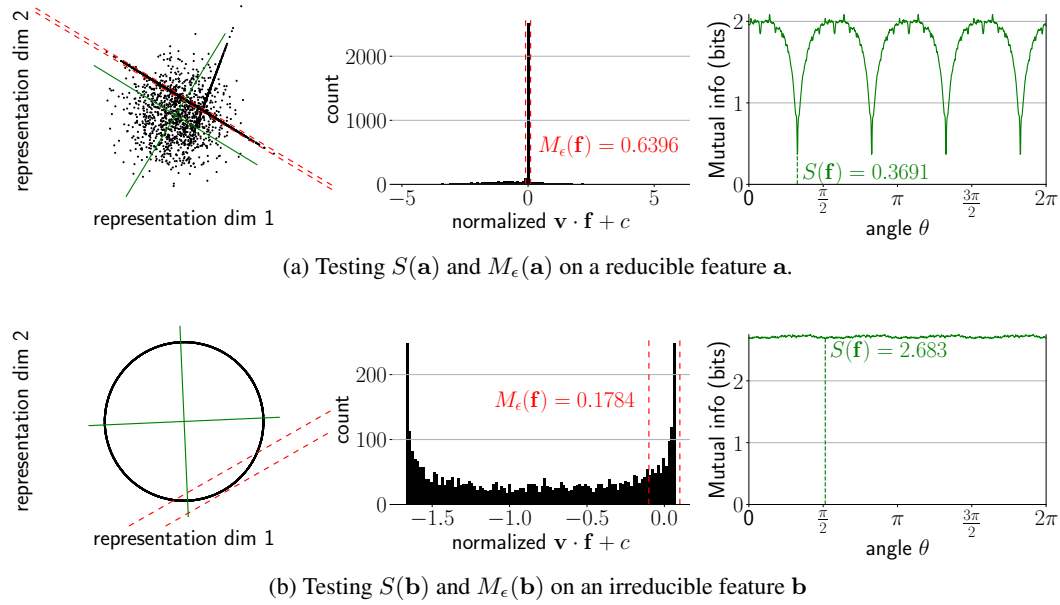 representation dim 2
representation dim 1
count
2000
1000
0
−5
0
5
normalized v · f + c
M_ϵ(f) = 0.6396
Mutual info (bits)
2
1
0
0
π/2
π
3π/2
2π
angle θ
S(f) = 0.3691
(a) Testing S(a) and M_ϵ(a) on a reducible feature a.
representation dim 2
representation dim 1
count
200
100
0
−1.5
−1.0
−0.5
0.0
normalized v · f + c
M_ϵ(f) = 0.1784
Mutual info (bits)
2
1
0
0
π/2
π
3π/2
2π
angle θ
S(f) = 2.683
(b) Testing S(b) and M_ϵ(b) on an irreducible feature b